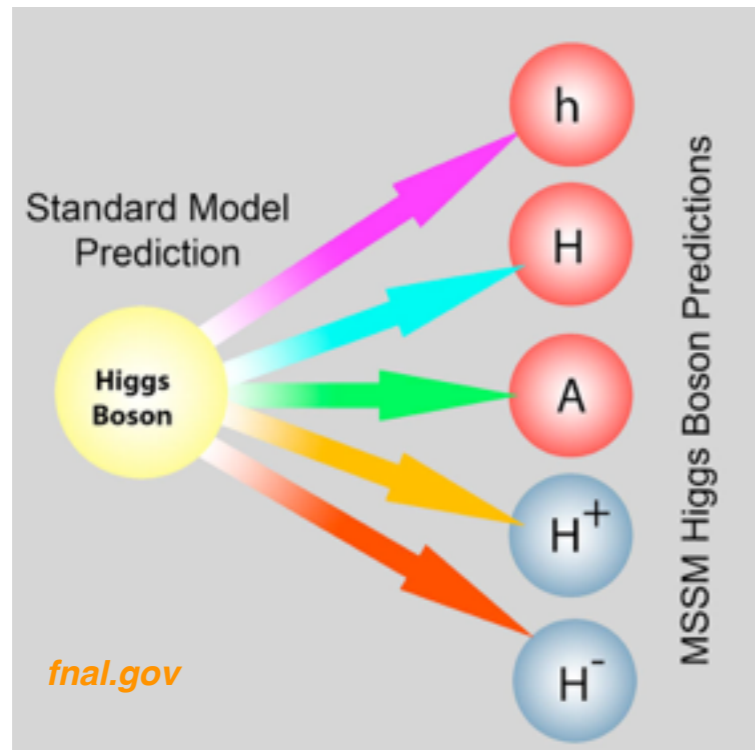 Standard Model
Prediction
Higgs
Boson
h
H
A
H+
H-
MSSM Higgs Boson Predictions
fnal.gov